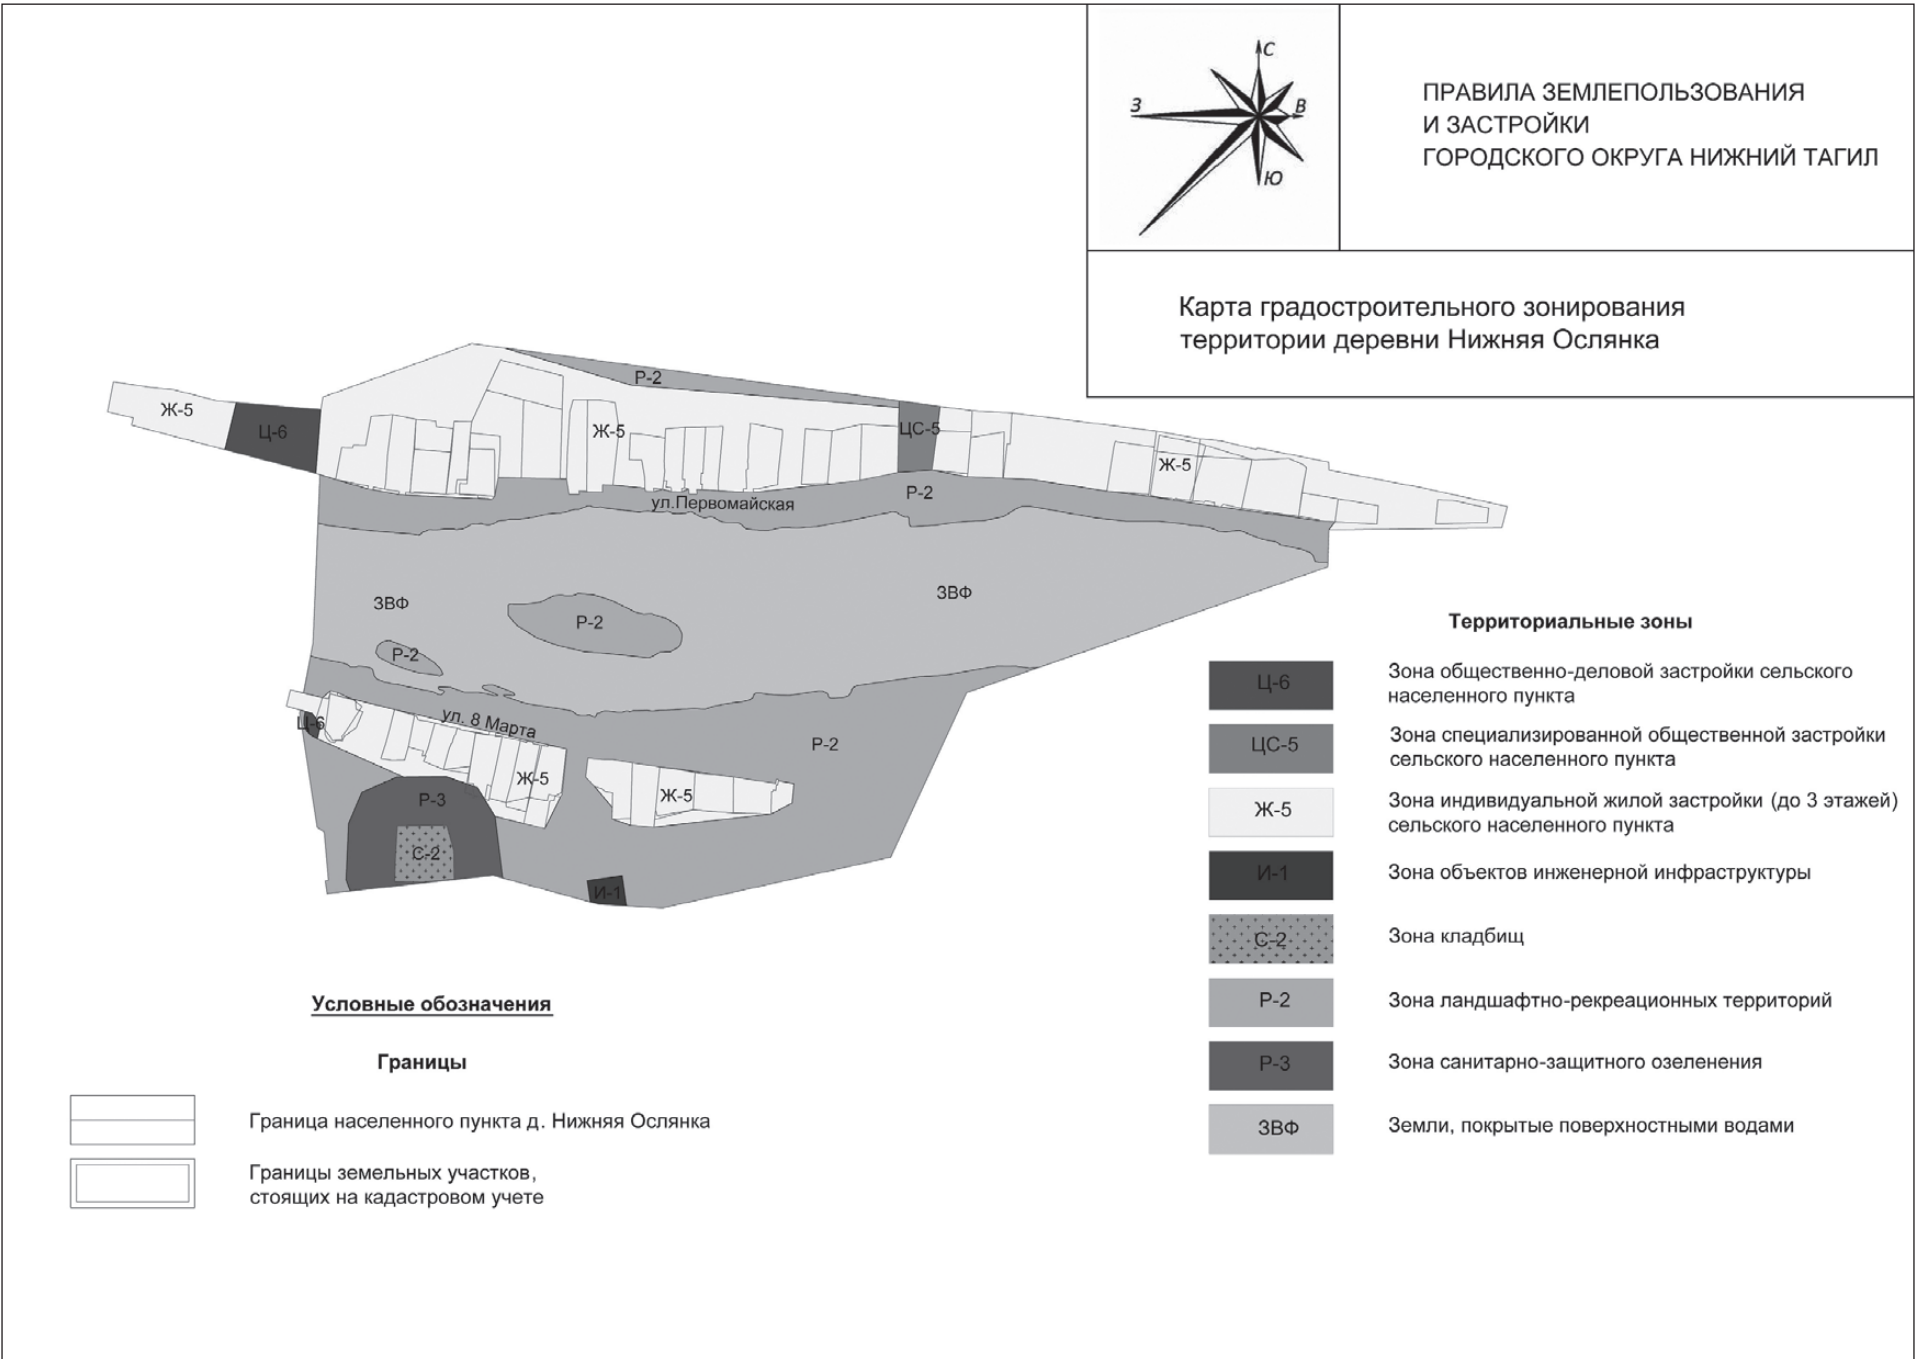 С
З
В
Ю
ПРАВИЛА ЗЕМЛЕПОЛЬЗОВАНИЯ
И ЗАСТРОЙКИ
ГОРОДСКОГО ОКРУГА НИЖНИЙ ТАГИЛ
Карта градостроительного зонирования
территории деревни Нижняя Ослянка
Р-2
Ж-5
Ц-6
Ж-5
ЦС-5
Ж-5
Р-2
ул.Первомайская
ЗВФ
ЗВФ
Р-2
Р-2
ул. 8 Марта
Ц-6
Р-2
Ж-5
Ж-5
Р-3
С-2
И-1
Территориальные зоны
Ц-6
Зона общественно-деловой застройки сельского
населенного пункта
ЦС-5
Зона специализированной общественной застройки
сельского населенного пункта
Ж-5
Зона индивидуальной жилой застройки (до 3 этажей)
сельского населенного пункта
И-1
Зона объектов инженерной инфраструктуры
С-2
Зона кладбищ
Р-2
Зона ландшафтно-рекреационных территорий
Р-3
Зона санитарно-защитного озеленения
ЗВФ
Земли, покрытые поверхностными водами
Условные обозначения
Границы
Граница населенного пункта д. Нижняя Ослянка
Границы земельных участков,
стоящих на кадастровом учете